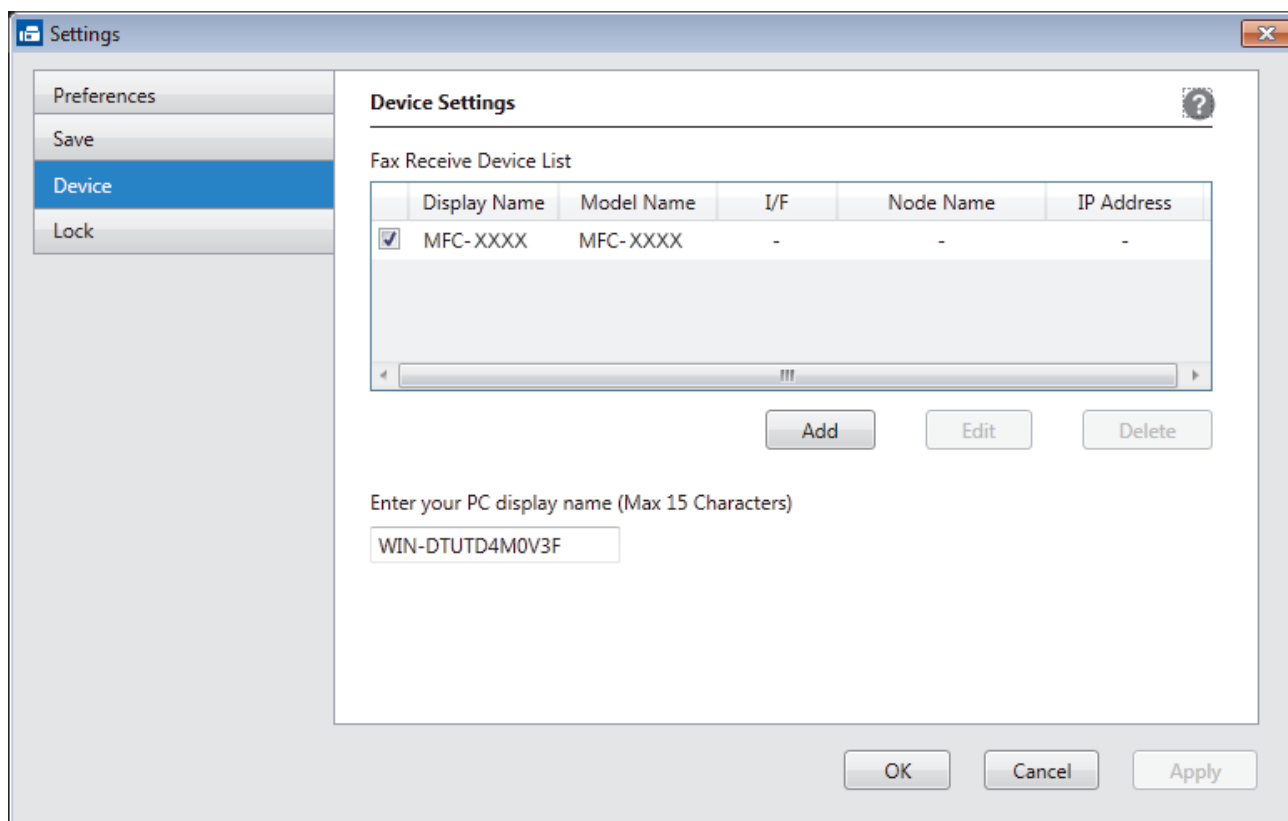 Settings
Preferences
Save
Device
Lock
Device Settings
?
Fax Receive Device List
Display Name Model Name I/F Node Name IP Address
MFC-XXXX MFC-XXXX - - -
Add Edit Delete
Enter your PC display name (Max 15 Characters)
WIN-DTUTD4M0V3F
OK Cancel Apply